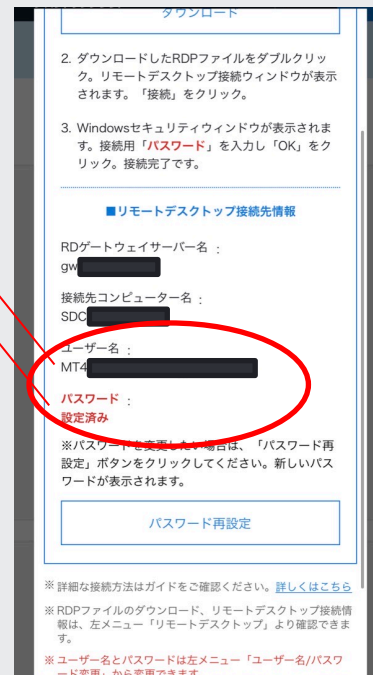 ダウンロード
2. ダウンロードしたRDPファイルをダブルクリッ
ク。リモートデスクトップ接続ウィンドウが表示
されます。「接続」をクリック。
3. Windowsセキュリティウィンドウが表示されま
す。接続用「パスワード」を入力し「OK」をク
リック。接続完了です。
■リモートデスクトップ接続先情報
RDゲートウェイサーバー名 :
gw
接続先コンピューター名 :
SDC
ユーザー名 :
MT4
パスワード :
設定済み
※パスワードを変更したい場合は、「パスワード再
設定」ボタンをクリックしてください。新しいパス
ワードが表示されます。
パスワード再設定
※ 詳細な接続方法はガイドをご確認ください。詳しくはこちら
※ RDPファイルのダウンロード、リモートデスクトップ接続情
報は、左メニュー「リモートデスクトップ」より確認できま
す。
※ ユーザー名とパスワードは左メニュー「ユーザー名/パスワ
ード変更」から変更できます